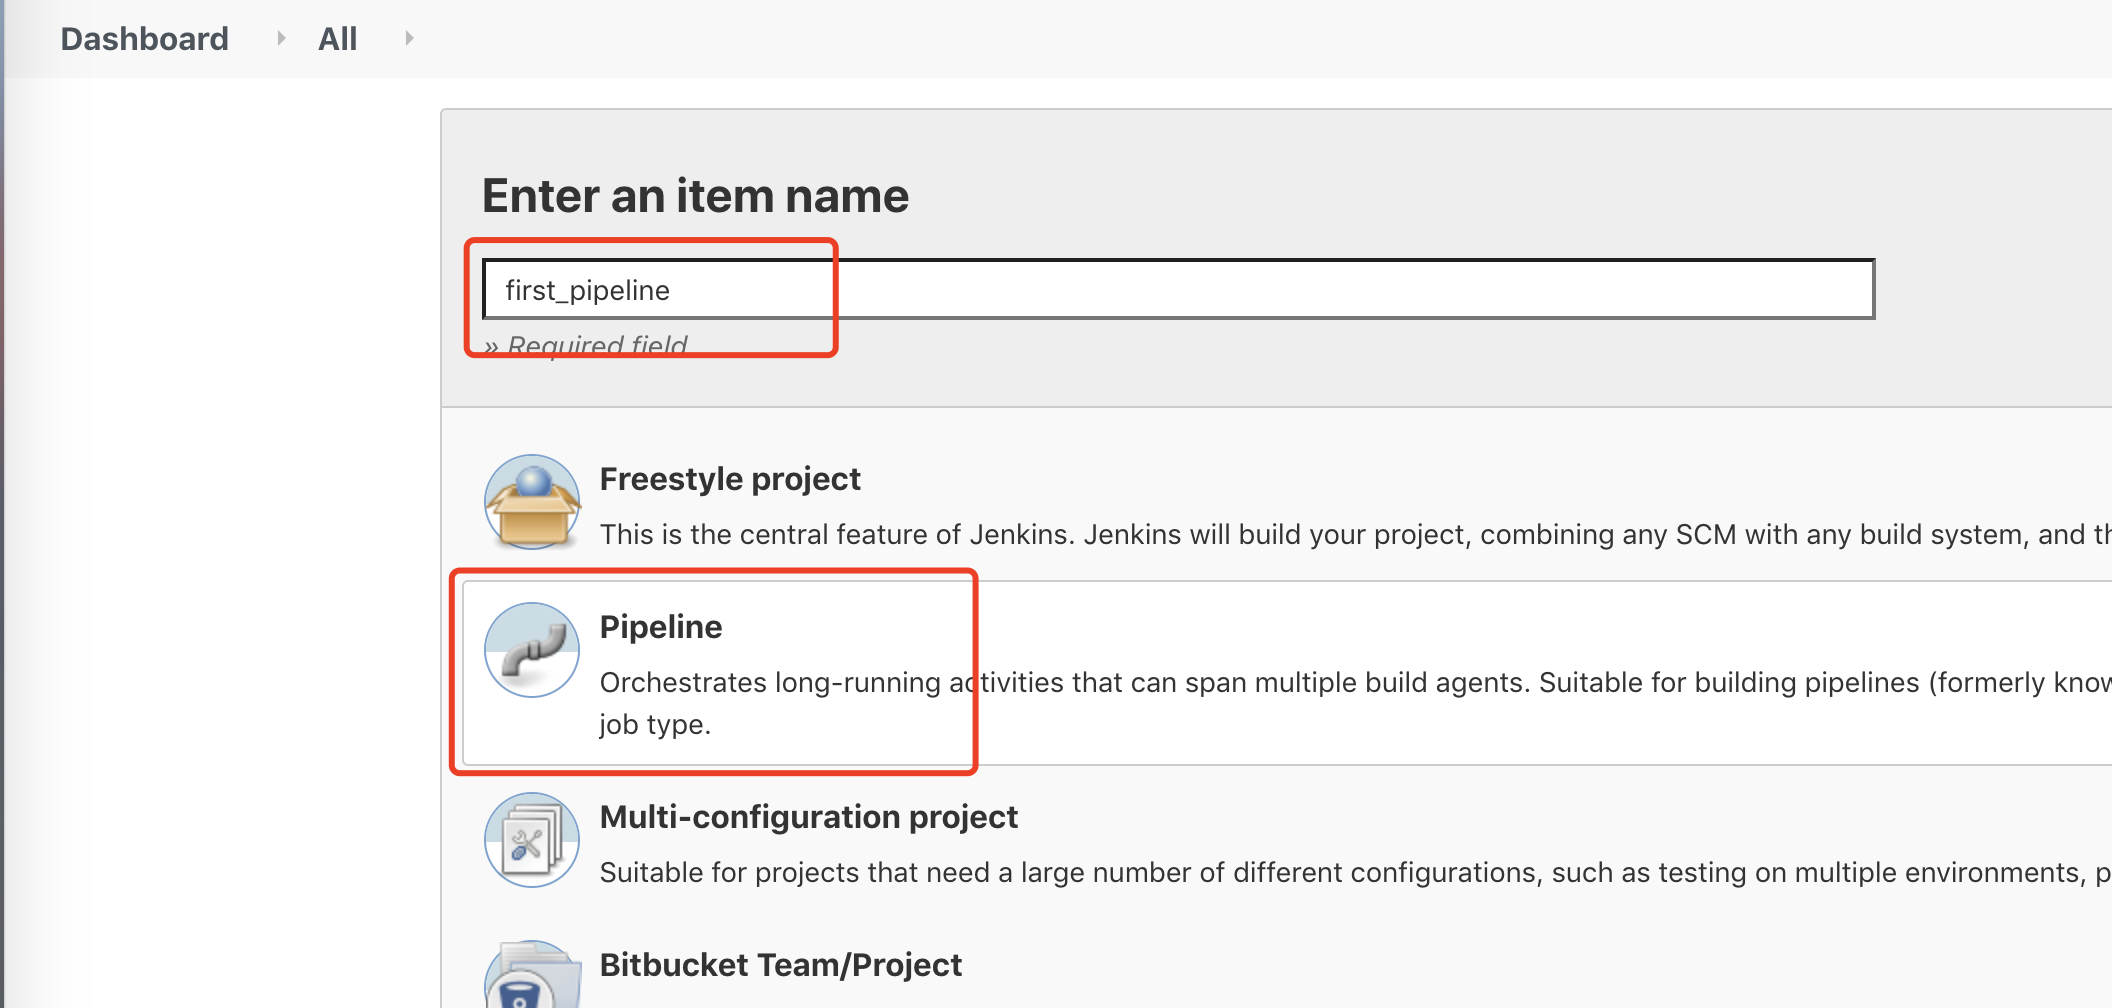 Dashboard All
Enter an item name
first_pipeline
» Required field
Freestyle project
This is the central feature of Jenkins. Jenkins will build your project, combining any SCM with any build system, and
Pipeline
Orchestrates long-running activities that can span multiple build agents. Suitable for building pipelines (formerly
job type.
Multi-configuration project
Suitable for projects that need a large number of different configurations, such as testing on multiple environments,
Bitbucket Team/Project